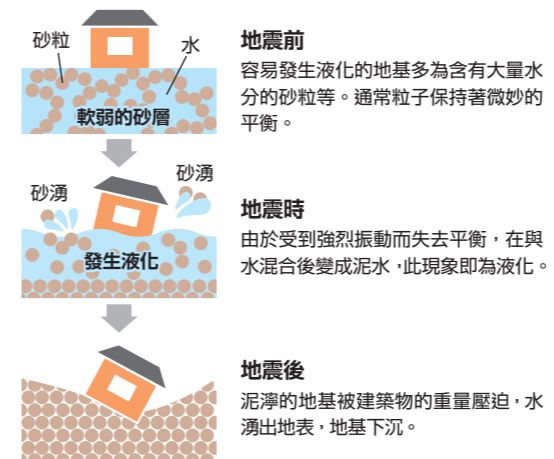 砂粒
水
軟弱的砂層
地震前
容易發生液化的地基多為含有大量水
分的砂粒等。通常粒子保持著微妙的
平衡。
砂湧
砂湧
發生液化
地震時
由於受到強烈振動而失去平衡，在與
水混合後變成泥水，此現象即為液化。
地震後
泥濘的地基被建築物的重量壓迫，水
湧出地表，地基下沉。